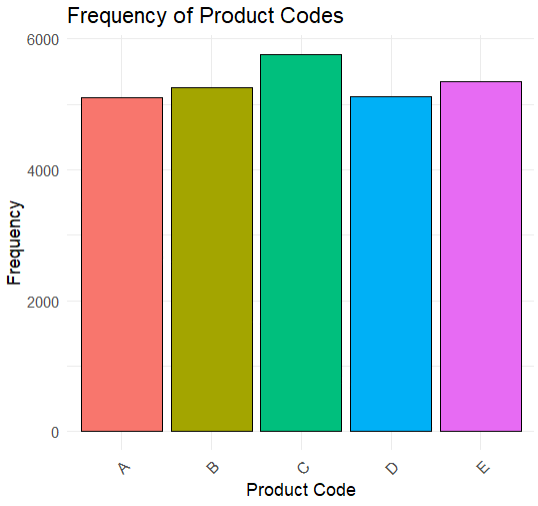 Frequency of Product Codes
6000
4000
2000
0
Frequency
A B C D E
Product Code